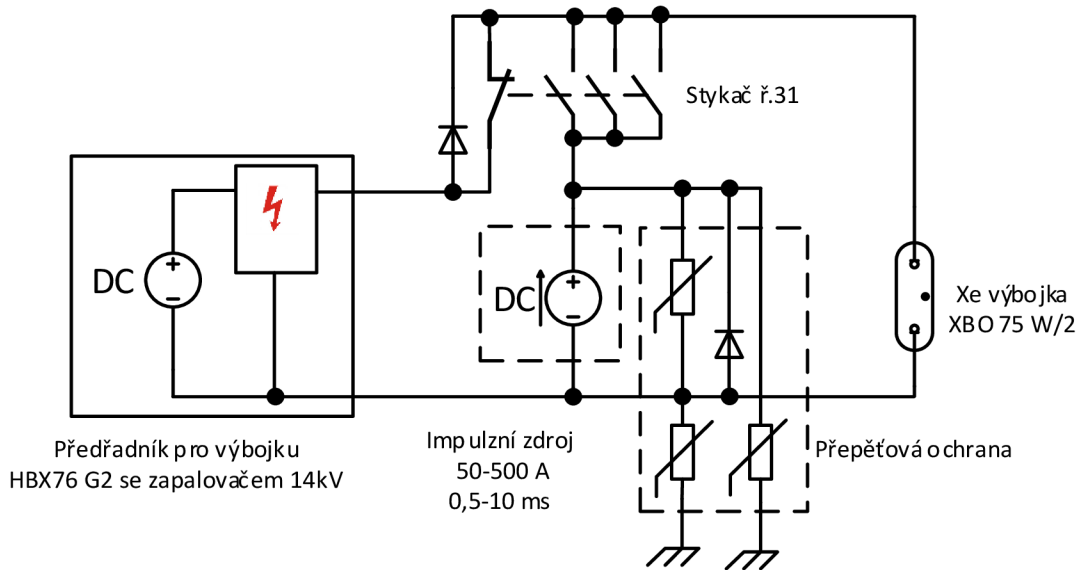 Stykač ř.31
DC
+
–
DC
+
–
Xe výbojka
XBO 75 W/2
Předřadník pro výbojku
HBX76 G2 se zapalovačem 14kV
Impulzní zdroj
50-500 A
0,5-10 ms
Přepěťová ochrana